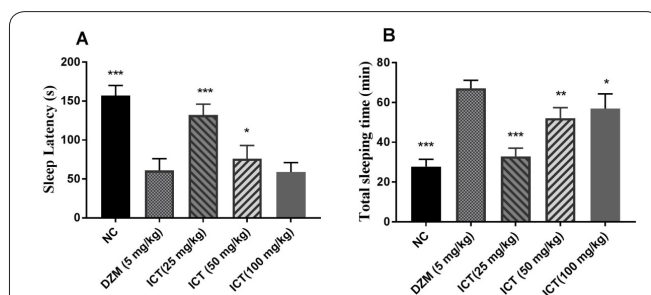 A
Sleep Latency (s)
200
150
100
50
0
***
***
*
NC
DZM (5 mg/kg)
ICT(25 mg/kg)
ICT (50 mg/kg)
ICT(100 mg/kg)
B
Total sleeping time (min)
80
60
40
20
0
***
***
**
*
NC
DZM (5 mg/kg)
ICT(25 mg/kg)
ICT (50 mg/kg)
ICT(100 mg/kg)